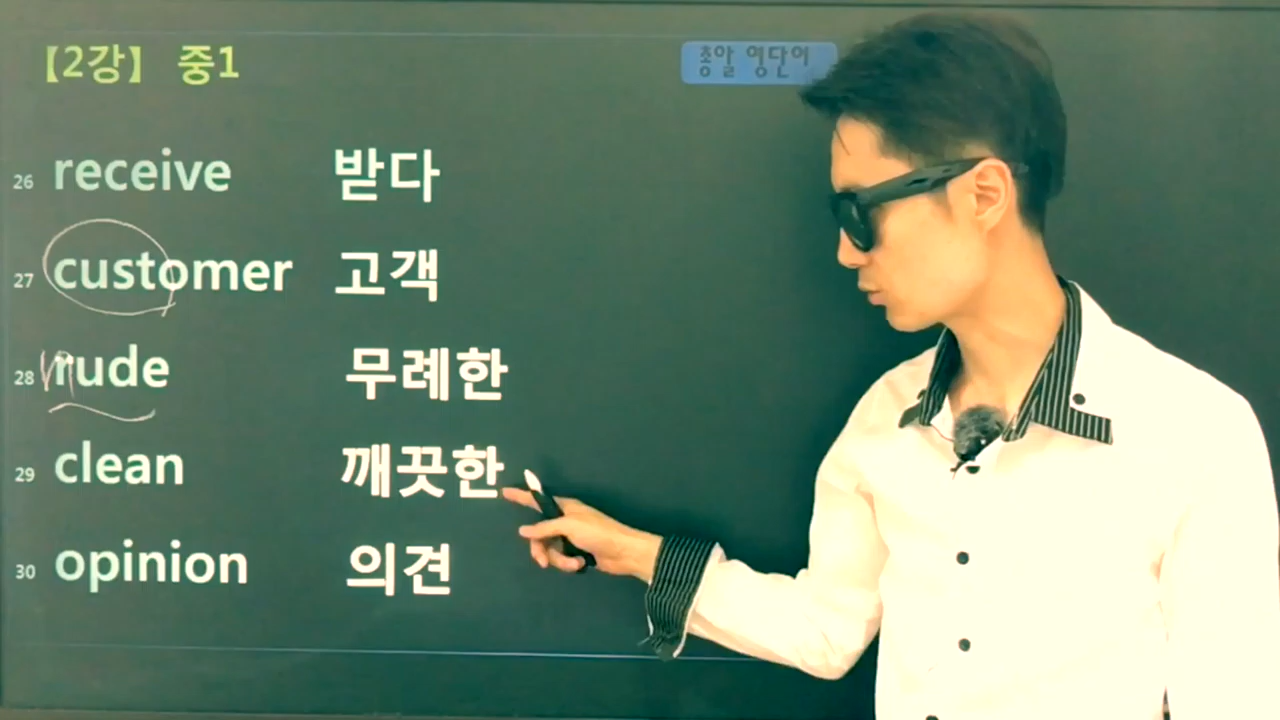 【2강】 중1
총알 영단어
26 receive 받다
27 customer 고객
28 rude 무례한
29 clean 깨끗한
30 opinion 의견